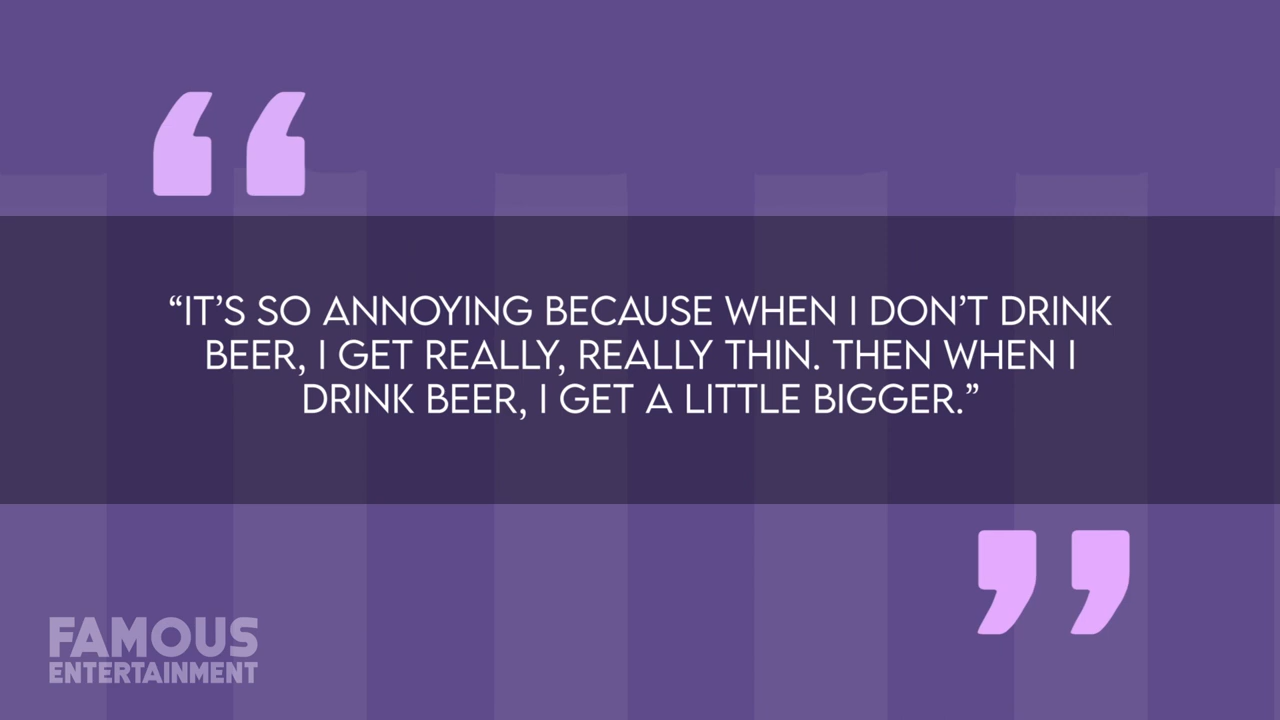 “IT’S SO ANNOYING BECAUSE WHEN I DON’T DRINK
BEER, I GET REALLY, REALLY THIN. THEN WHEN I
DRINK BEER, I GET A LITTLE BIGGER.”
FAMOUS
ENTERTAINMENT